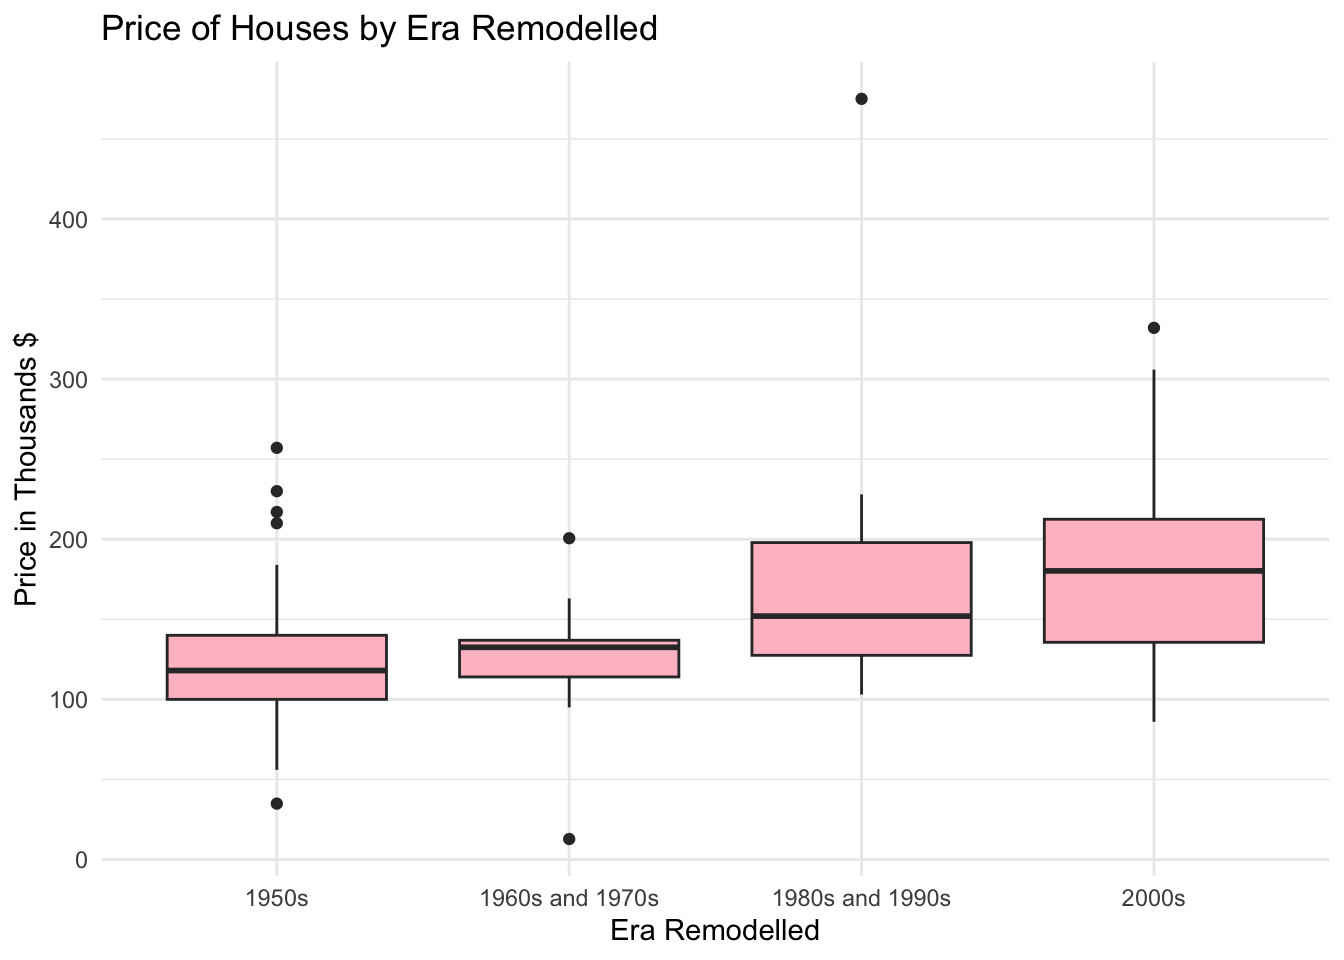 Price of Houses by Era Remodelled
Price in Thousands $
400
300
200
100
0
1950s
1960s and 1970s
1980s and 1990s
2000s
Era Remodelled